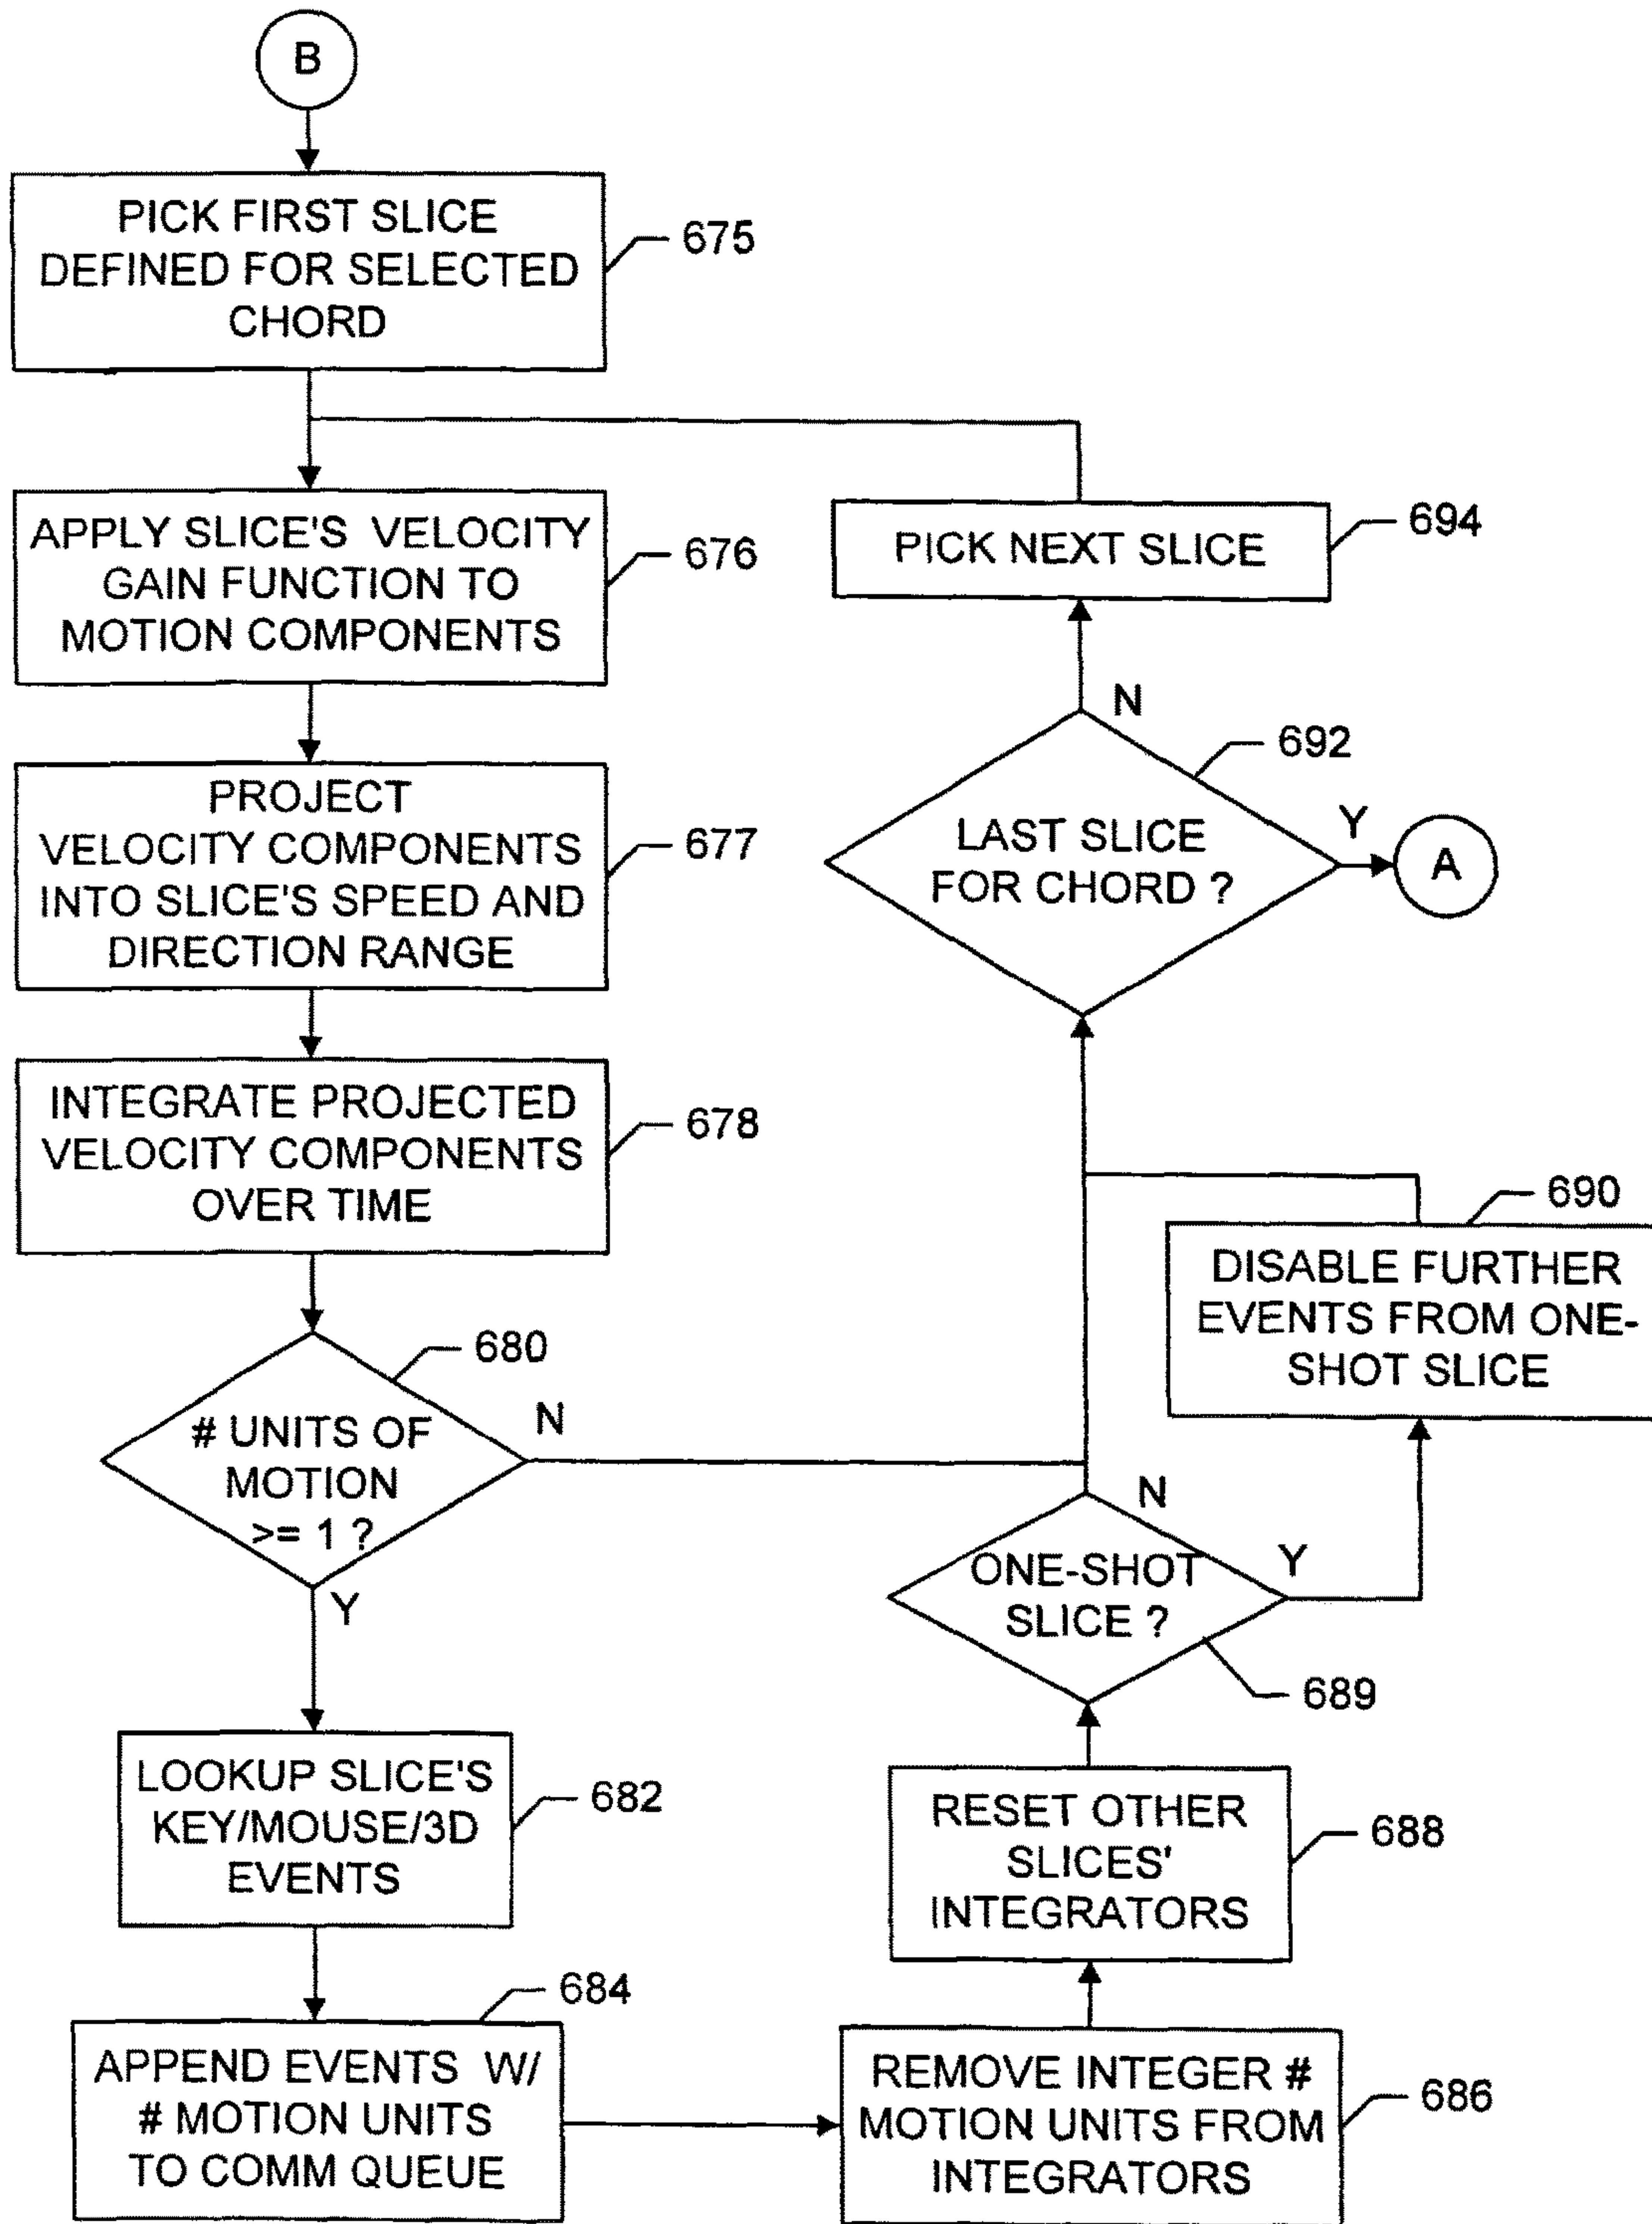 B
PICK FIRST SLICE
DEFINED FOR SELECTED
CHORD
675
APPLY SLICE'S VELOCITY
GAIN FUNCTION TO
MOTION COMPONENTS
676
PICK NEXT SLICE
694
PROJECT
VELOCITY COMPONENTS
INTO SLICE'S SPEED AND
DIRECTION RANGE
677
N
692
LAST SLICE
FOR CHORD ?
Y
A
INTEGRATE PROJECTED
VELOCITY COMPONENTS
OVER TIME
678
690
DISABLE FURTHER
EVENTS FROM ONE-
SHOT SLICE
680
# UNITS OF
MOTION
>= 1 ?
N
Y
N
ONE-SHOT
SLICE ?
Y
689
LOOKUP SLICE'S
KEY/MOUSE/3D
EVENTS
682
RESET OTHER
SLICES'
INTEGRATORS
688
684
APPEND EVENTS W/
# MOTION UNITS
TO COMM QUEUE
REMOVE INTEGER #
MOTION UNITS FROM
INTEGRATORS
686